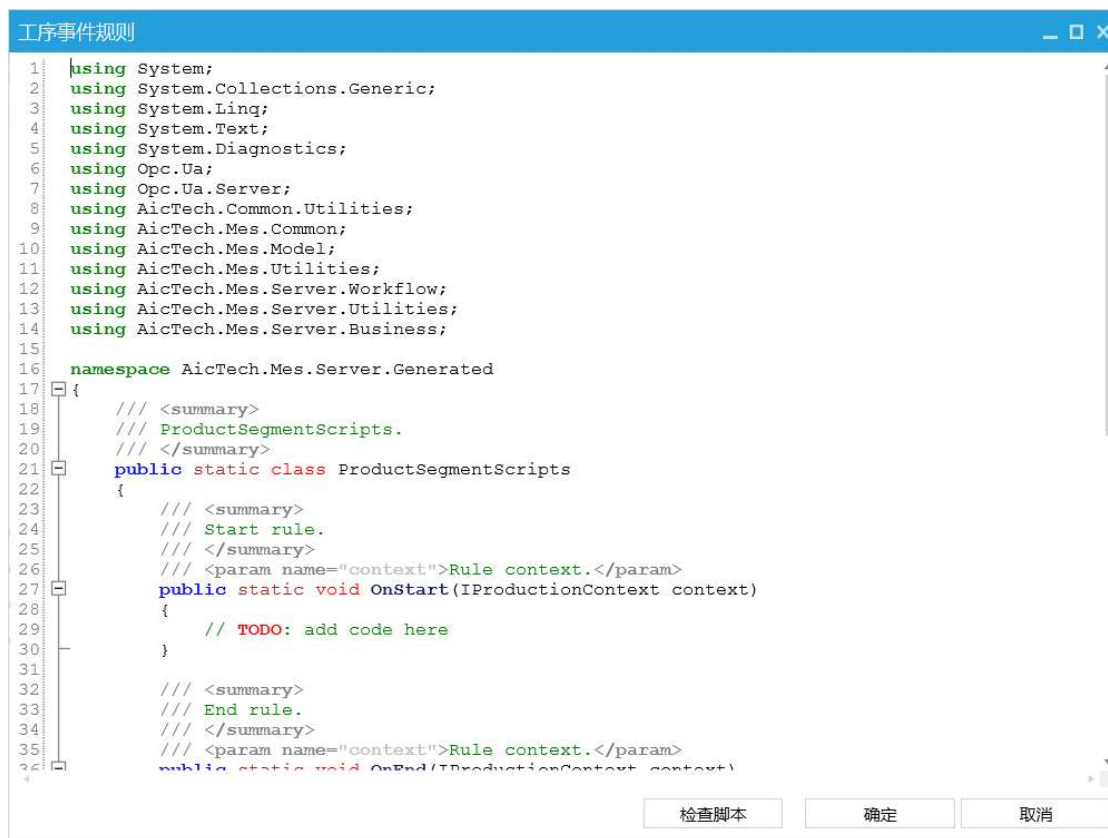 工序事件规则
1 using System;
2 using System.Collections.Generic;
3 using System.Linq;
4 using System.Text;
5 using System.Diagnostics;
6 using Opc.Ua;
7 using Opc.Ua.Server;
8 using AicTech.Common.Utilities;
9 using AicTech.Mes.Common;
10 using AicTech.Mes.Model;
11 using AicTech.Mes.Utilities;
12 using AicTech.Mes.Server.Workflow;
13 using AicTech.Mes.Server.Utilities;
14 using AicTech.Mes.Server.Business;
15
16 namespace AicTech.Mes.Server.Generated
17 {
18 /// <summary>
19 /// ProductSegmentScripts.
20 /// </summary>
21 public static class ProductSegmentScripts
22 {
23 /// <summary>
24 /// Start rule.
25 /// </summary>
26 /// <param name="context">Rule context.</param>
27 public static void OnStart(IProductionContext context)
28 {
29 // TODO: add code here
30 }
31
32 /// <summary>
33 /// End rule.
34 /// </summary>
35 /// <param name="context">Rule context.</param>
36 public static void OnEnd(IProductionContext context)
检查脚本 确定 取消